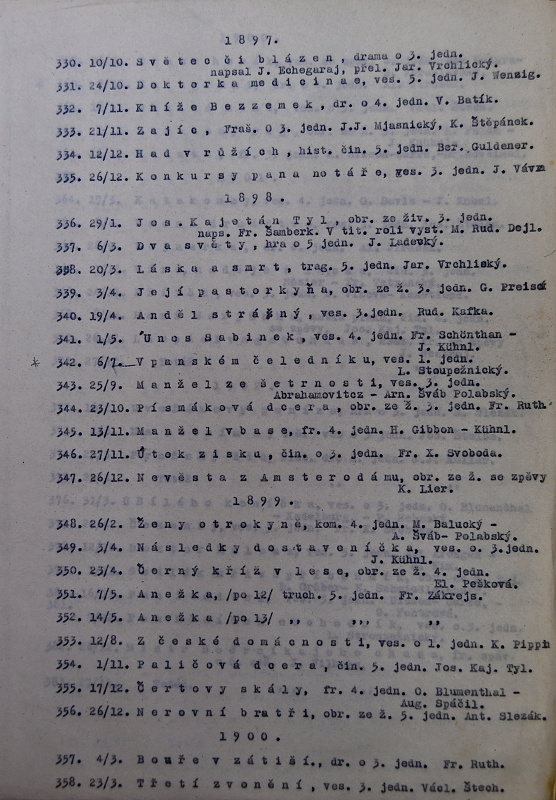 1897.
330. 10/10. Světec či blázen, drama o 3. jedn.
napsal J. Echegaraj, přel. Jar. Vrchlický.
331. 24/10. Doktorka medicinae, ves. 5. jedn. J. Wenzig.
332. 7/11. Kníže Bezzemek, dr. o 4. jedn. V. Batík.
333. 21/11. Zajíc, Fraš. O 3. jedn. J.J. Mjasnický, K. Štěpánek.
334. 12/12. Had v růžích, hist. čin. 5. jedn. Ber. Guldener.
335. 26/12. Konkursy pana notáře, ves. 3. jedn. J. Vávra
1898.
336. 29/1. Jos. Kajetán Tyl, obr. ze živ. 3. jedn.
naps. Fr. Šamberk. V tit. roli vyst. M. Rud. Dejl.
337. 6/3. Dva světy, hra o 5 jedn. J. Ladecký.
338. 20/3. Láska a smrt, trag. 5. jedn. Jar. Vrchlický.
339. 3/4. Její pastorkyňa, obr. ze ž. 3. jedn. G. Preisová
340. 19/4. Anděl strážný, ves. 3.jedn. Rud. Kafka.
341. 1/5. Únos Sabinek, ves. 4. jedn. Fr. Schönthan -
J. Kühnl.
* 342. 6/7. V panském čeledníku, ves. 1. jedn.
L. Stoupežnický.
343. 25/9. Manžel ze šetrnosti, ves. 3. jedn.
Abrahamovitcz - Arn. Šváb Polabský.
344. 23/10. Písmákova dcera, obr. ze ž. 3. jedn. Fr. Ruth.
345. 13/11. Manžel v base, fr. 4. jedn. H. Gibbon - Kühnl.
346. 27/11. Útok zisku, čin. o 3. jedn. Fr. X. Svoboda.
347. 26/12. Nevěsta z Amsterodámu, obr. ze ž. se zpěvy
K. Lier.
1899.
348. 26/2. Ženy otrokyně, kom. 4. jedn. M. Balucký -
A. Šváb- Polabský.
349. 3/4. Následky dostaveníčka, ves. o. 3.jedn.
J. Kühnl.
350. 23/4. Černý kříž v lese, obr. ze ž. 4. jedn.
El. Pešková.
351. 7/5. Anežka, /po 12/ truch. 5. jedn. Fr. Zákrejs.
352. 14/5. Anežka /po 13/ ,, ,,, ,,
353. 12/8. Z české domácnosti, ves. o 1. jedn. K. Pippich
354. 1/11. Paličova dcera, čin. 5. jedn. Jos. Kaj. Tyl.
355. 17/12. Čertovy skály, fr. 4. jedn. O. Blumenthal -
Aug. Spáčil.
356. 26/12. Nerovní bratři, obr. ze ž. 5. jedn. Ant. Slezák.
1900.
357. 4/3. Bouře v zátiší, dr. o 3. jedn. Fr. Ruth.
358. 23/3. Třetí zvonění, ves. 3. jedn. Václ. Štech.